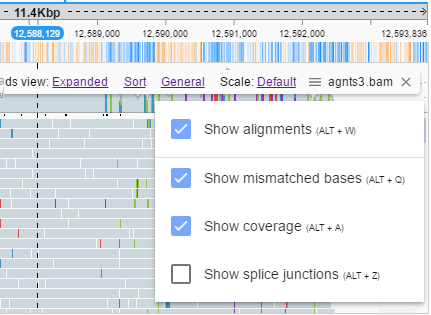 11.4Kbp
12,588,129 12,589,000 12,590,000 12,591,000 12,592,000 12,593,836
ds view: Expanded Sort General Scale: Default agnts3.bam
Show alignments (ALT + W)
Show mismatched bases (ALT + Q)
Show coverage (ALT + A)
Show splice junctions (ALT + Z)